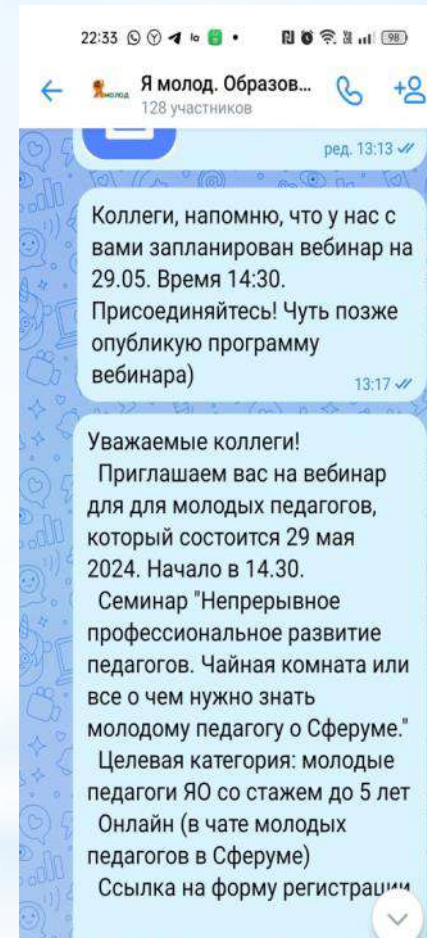 22:33
98
Я молод. Образов...
128 участников
ред. 13:13
Коллеги, напомню, что у нас с
вами запланирован вебинар на
29.05. Время 14:30.
Присоединяйтесь! Чуть позже
опубликую программу
вебинара)
13:17
Уважаемые коллеги!
Приглашаем вас на вебинар
для для молодых педагогов,
который состоится 29 мая
2024. Начало в 14.30.
Семинар "Непрерывное
профессиональное развитие
педагогов. Чайная комната или
все о чем нужно знать
молодому педагогу о Сферуме."
Целевая категория: молодые
педагоги ЯО со стажем до 5 лет
Онлайн (в чате молодых
педагогов в Сферуме)
Ссылка на форму регистрации